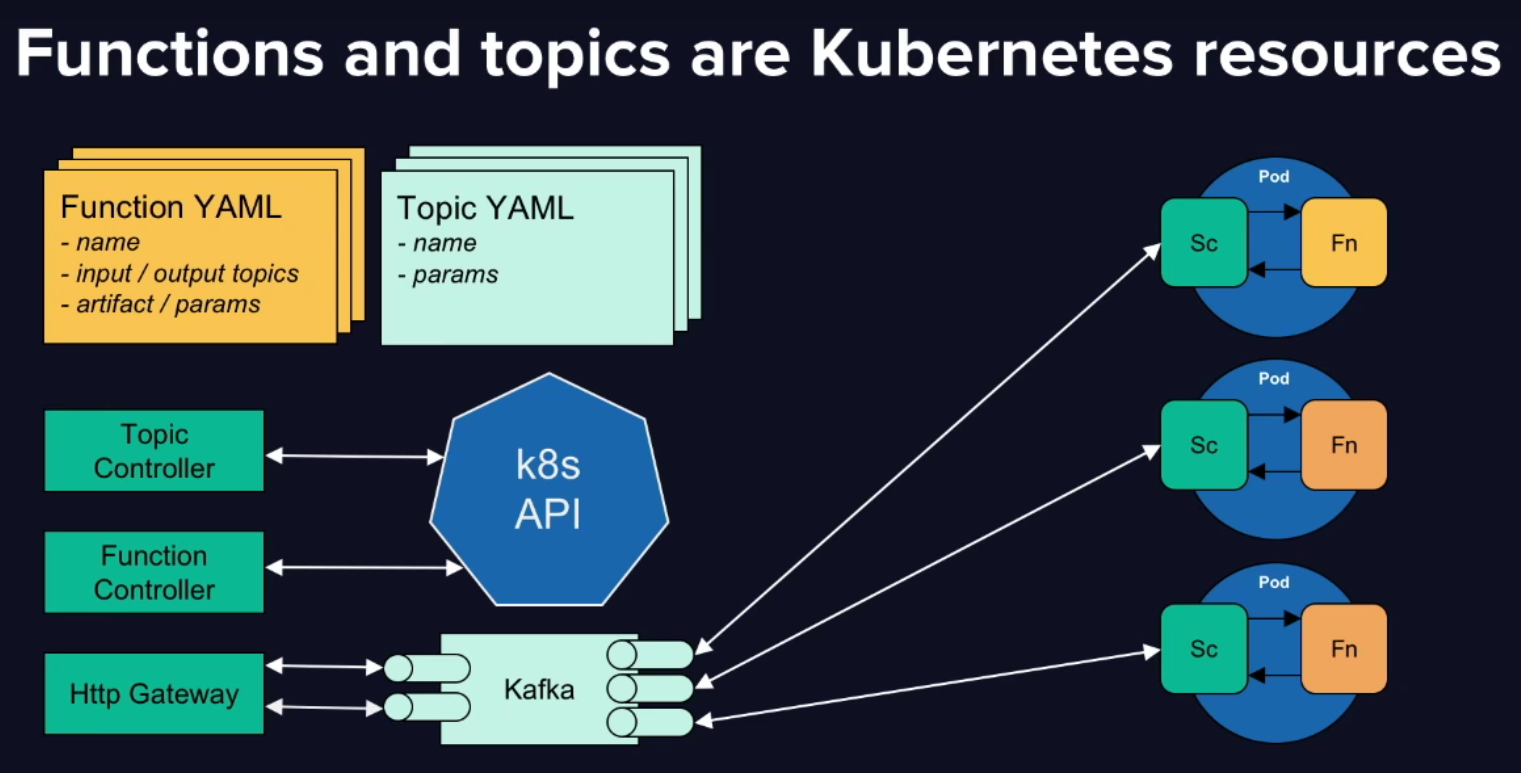 Functions and topics are Kubernetes resources
Function YAML
- name
- input / output topics
- artifact / params
Topic YAML
- name
- params
Topic
Controller
Function
Controller
Http Gateway
k8s
API
Kafka
Pod
Sc
Fn
Pod
Sc
Fn
Pod
Sc
Fn